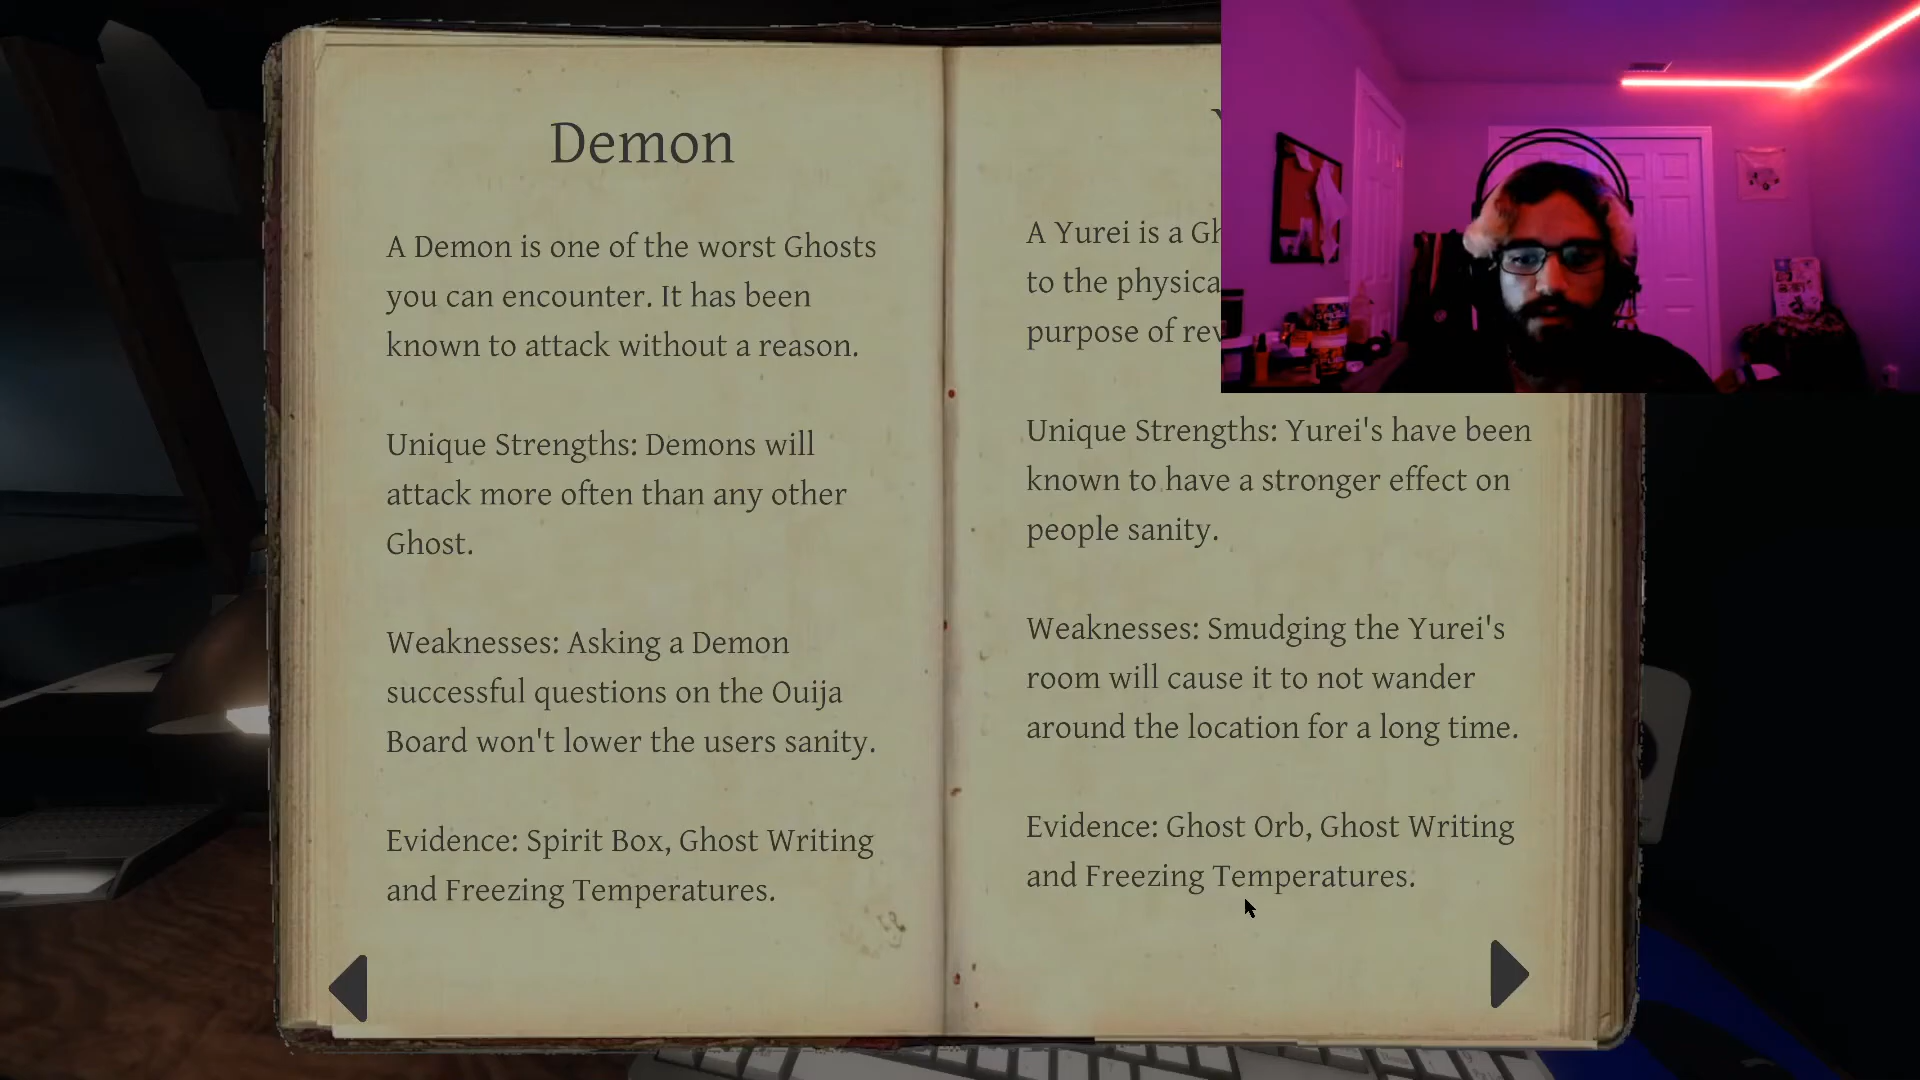 Demon
A Demon is one of the worst Ghosts
you can encounter. It has been
known to attack without a reason.
Unique Strengths: Demons will
attack more often than any other
Ghost.
Weaknesses: Asking a Demon
successful questions on the Ouija
Board won't lower the users sanity.
Evidence: Spirit Box, Ghost Writing
and Freezing Temperatures.
A Yurei is a
to the
purpose of
Unique Strengths: Yurei's have been
known to have a stronger effect on
people sanity.
Weaknesses: Smudging the Yurei's
room will cause it to not wander
around the location for a long time.
Evidence: Ghost Orb, Ghost Writing
and Freezing Temperatures.